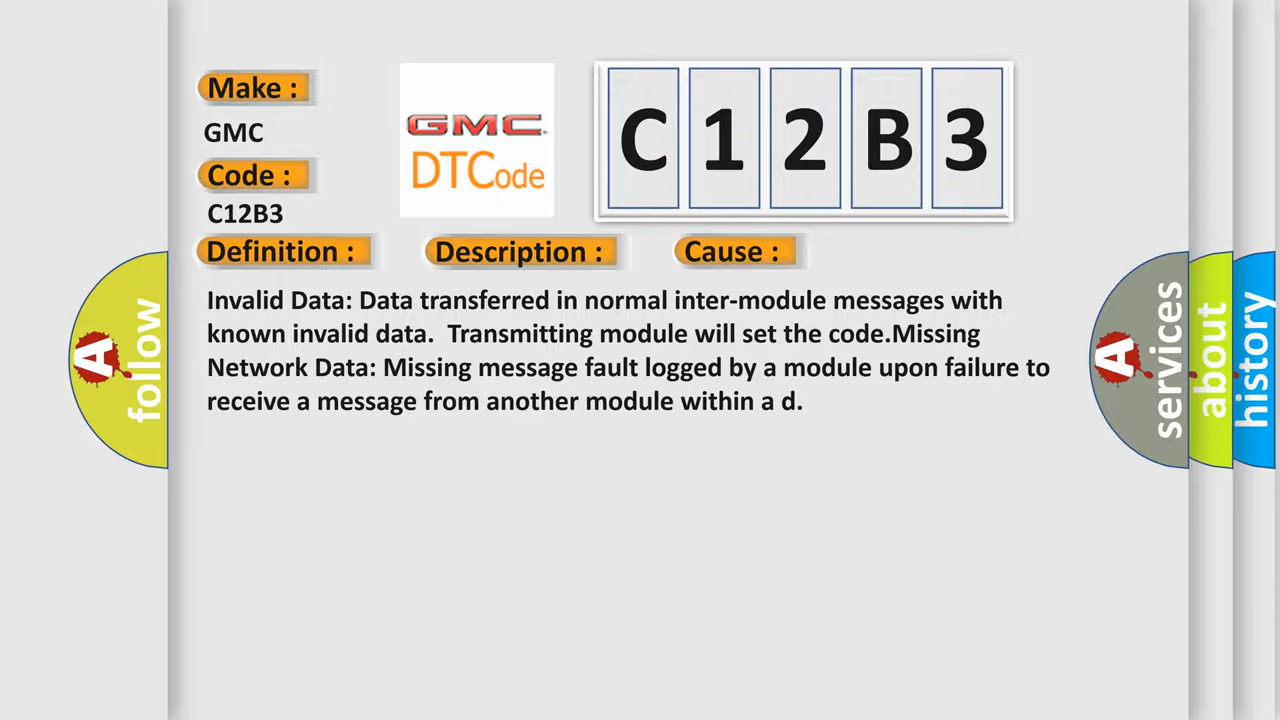 Make :
GMC
Code :
C12B3
GMC
DTCode
C 1 2 B 3
Definition :
Description :
Cause :
Invalid Data: Data transferred in normal inter-module messages with
known invalid data  Transmitting module will set the code.Missing
Network Data: Missing message fault logged by a module upon failure to
receive a message from another module within a d.
A follow
A services
about
history